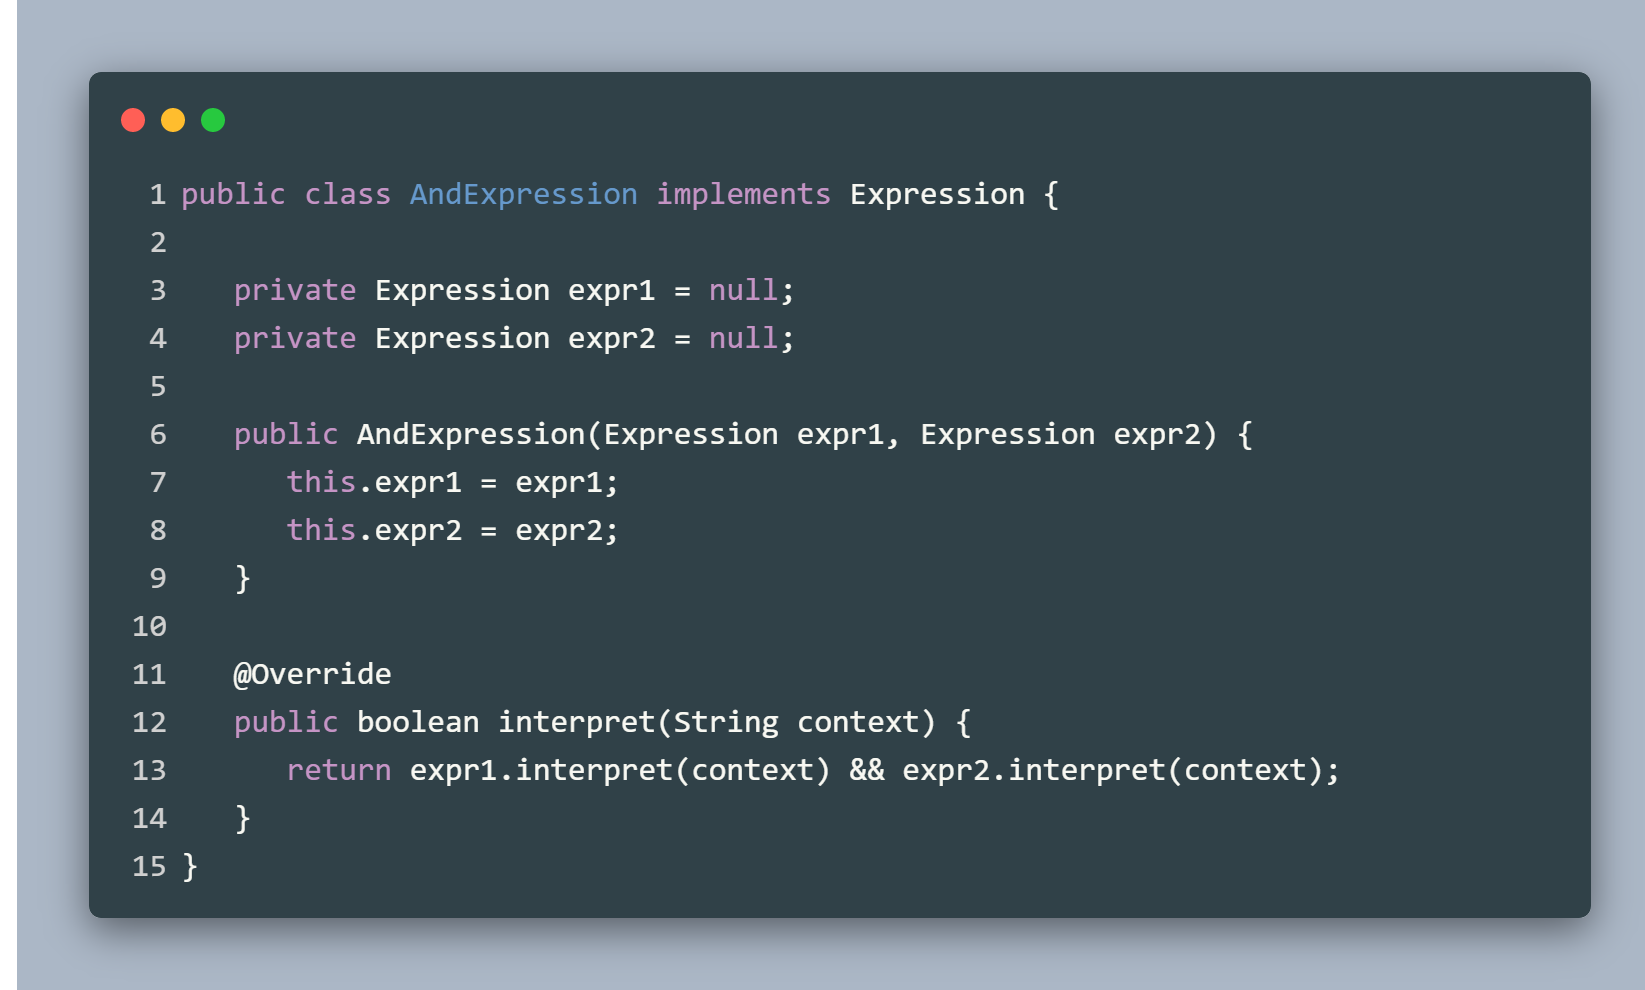 1 public class AndExpression implements Expression {
2
3    private Expression expr1 = null;
4    private Expression expr2 = null;
5
6    public AndExpression(Expression expr1, Expression expr2) {
7       this.expr1 = expr1;
8       this.expr2 = expr2;
9    }
10
11    @Override
12    public boolean interpret(String context) {
13       return expr1.interpret(context) && expr2.interpret(context);
14    }
15 }